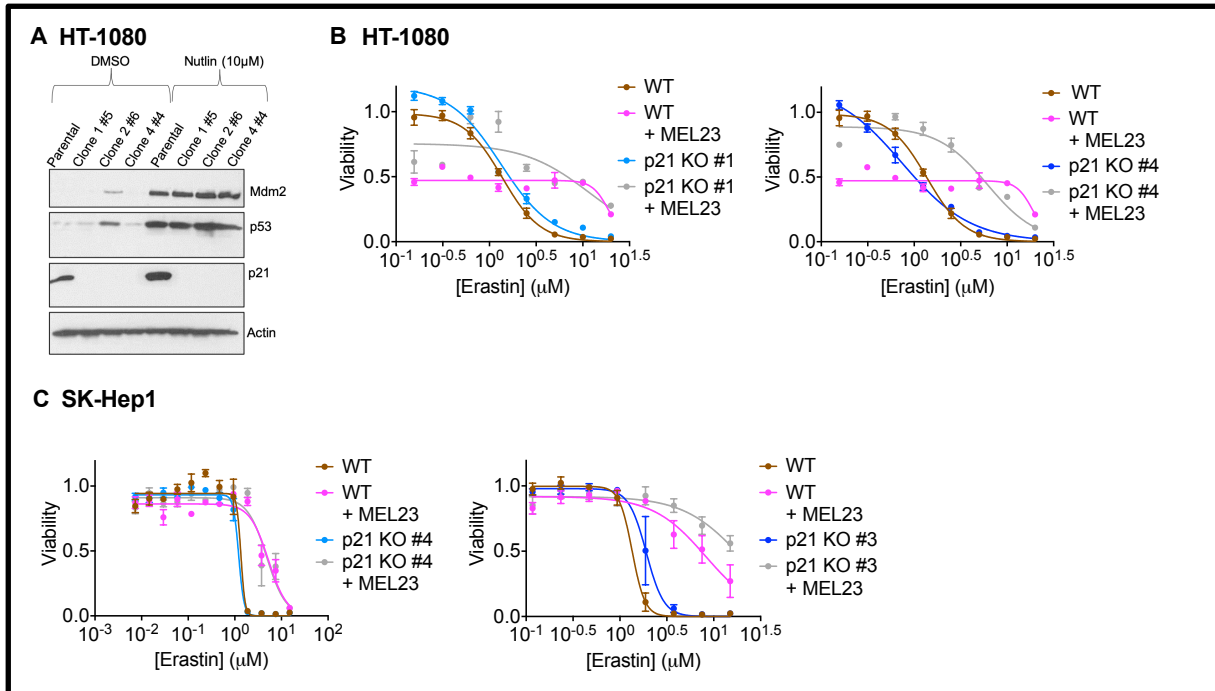 A HT-1080
DMSO
Nutlin (10μM)
Parental
Clone 1 #5
Clone 2 #6
Clone 4 #4
Parental
Clone 1 #5
Clone 2 #6
Clone 4 #4
Mdm2
p53
p21
Actin
B HT-1080
Viability
1.0
0.5
0.0
10-1 10-0.5 100 100.5 101 101.5
[Erastin] (μM)
WT
WT
+ MEL23
p21 KO #1
p21 KO #1
+ MEL23
Viability
1.0
0.5
0.0
10-1 10-0.5 100 100.5 101 101.5
[Erastin] (μM)
WT
WT
+ MEL23
p21 KO #4
p21 KO #4
+ MEL23
C SK-Hep1
Viability
1.0
0.5
0.0
10-3 10-2 10-1 100 101 102
[Erastin] (μM)
WT
WT
+ MEL23
p21 KO #4
p21 KO #4
+ MEL23
Viability
1.0
0.5
0.0
10-1 10-0.5 100 100.5 101 101.5
[Erastin] (μM)
WT
WT
+ MEL23
p21 KO #3
p21 KO #3
+ MEL23